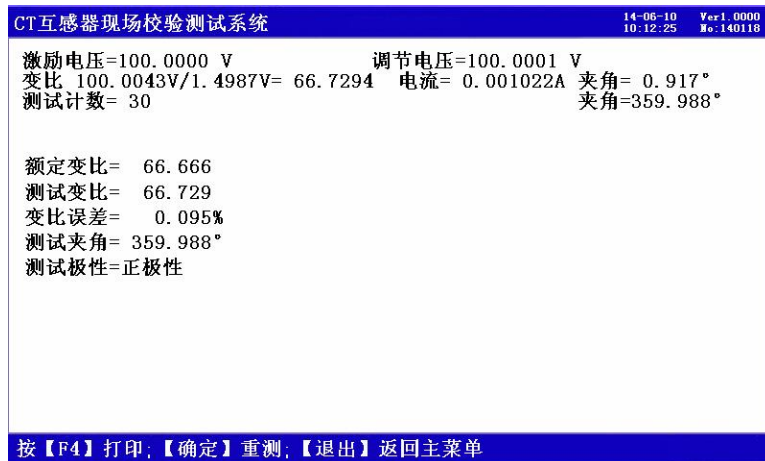 CT互感器现场校验测试系统 14-06-10 Ver1.0000
10:12:25 No:140118
激励电压=100.0000 V 调节电压=100.0001 V
变比 100.0043V/1.4987V= 66.7294 电流= 0.001022A 夹角= 0.917°
测试计数= 30 夹角=359.988°
额定变比= 66.666
测试变比= 66.729
变比误差= 0.095%
测试夹角= 359.988°
测试极性=正极性
按【F4】打印;【确定】重测;【退出】返回主菜单